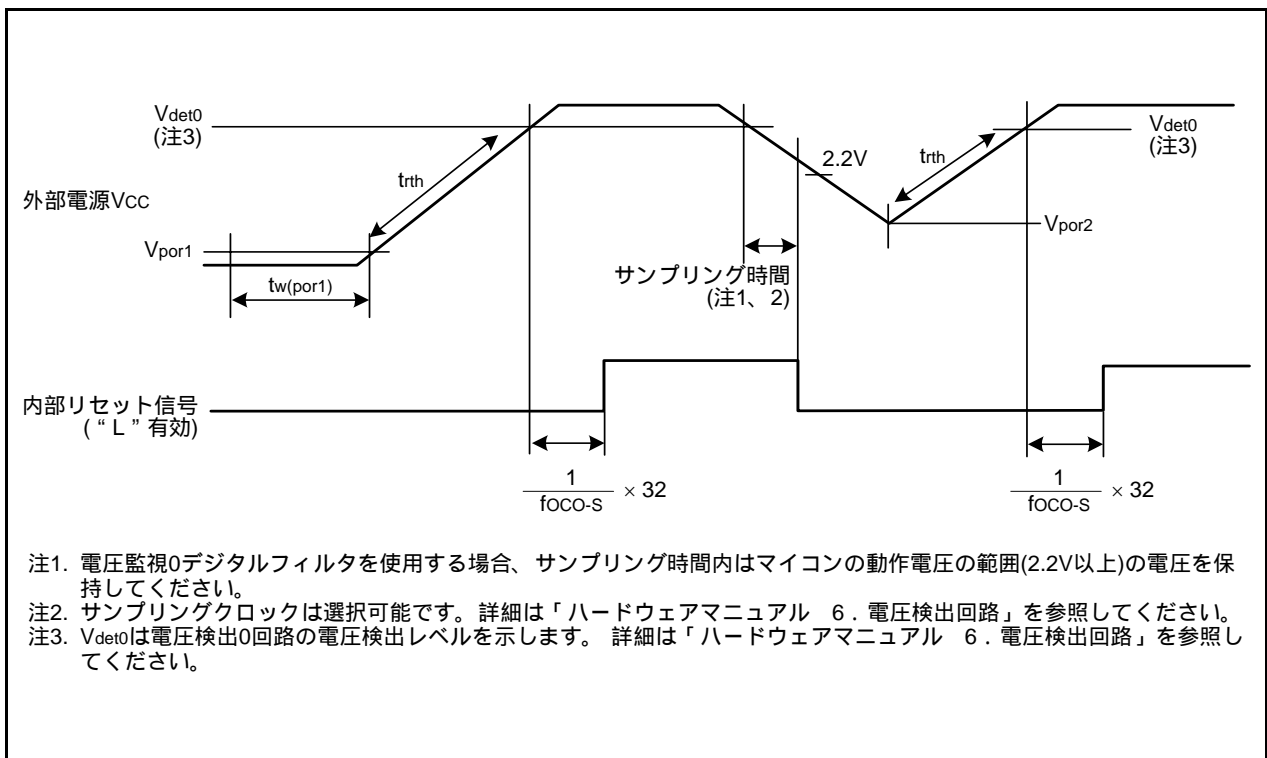 Vdet0
(注3)
Vdet0
(注3)
2.2V
trth
trth
外部電源VCC
Vpor1
Vpor2
サンプリング時間
(注1、2)
tw(por1)
内部リセット信号
(“L”有効)
1
fOCO-S
× 32
1
fOCO-S
× 32
注1. 電圧監視0デジタルフィルタを使用する場合、サンプリング時間内はマイコンの動作電圧の範囲(2.2V以上)の電圧を保
持してください。
注2. サンプリングクロックは選択可能です。詳細は「ハードウェアマニュアル 6．電圧検出回路」を参照してください。
注3. Vdet0は電圧検出0回路の電圧検出レベルを示します。 詳細は「ハードウェアマニュアル 6．電圧検出回路」を参照し
てください。